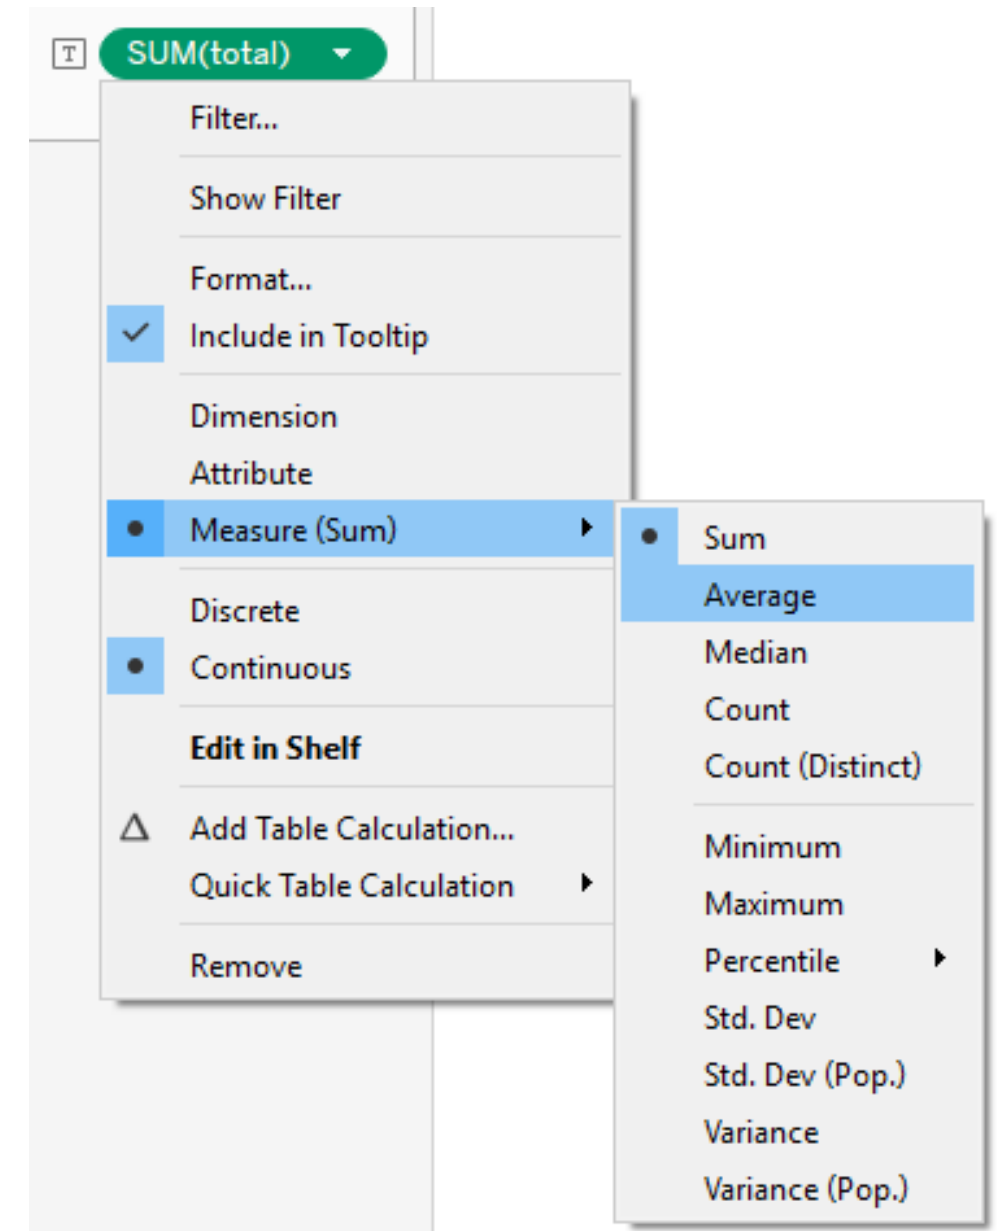 T SUM(total)
Filter...
Show Filter
Format...
Include in Tooltip
Dimension
Attribute
Measure (Sum)
Discrete
Continuous
Edit in Shelf
Add Table Calculation...
Quick Table Calculation
Remove
Sum
Average
Median
Count
Count (Distinct)
Minimum
Maximum
Percentile
Std. Dev
Std. Dev (Pop.)
Variance
Variance (Pop.)